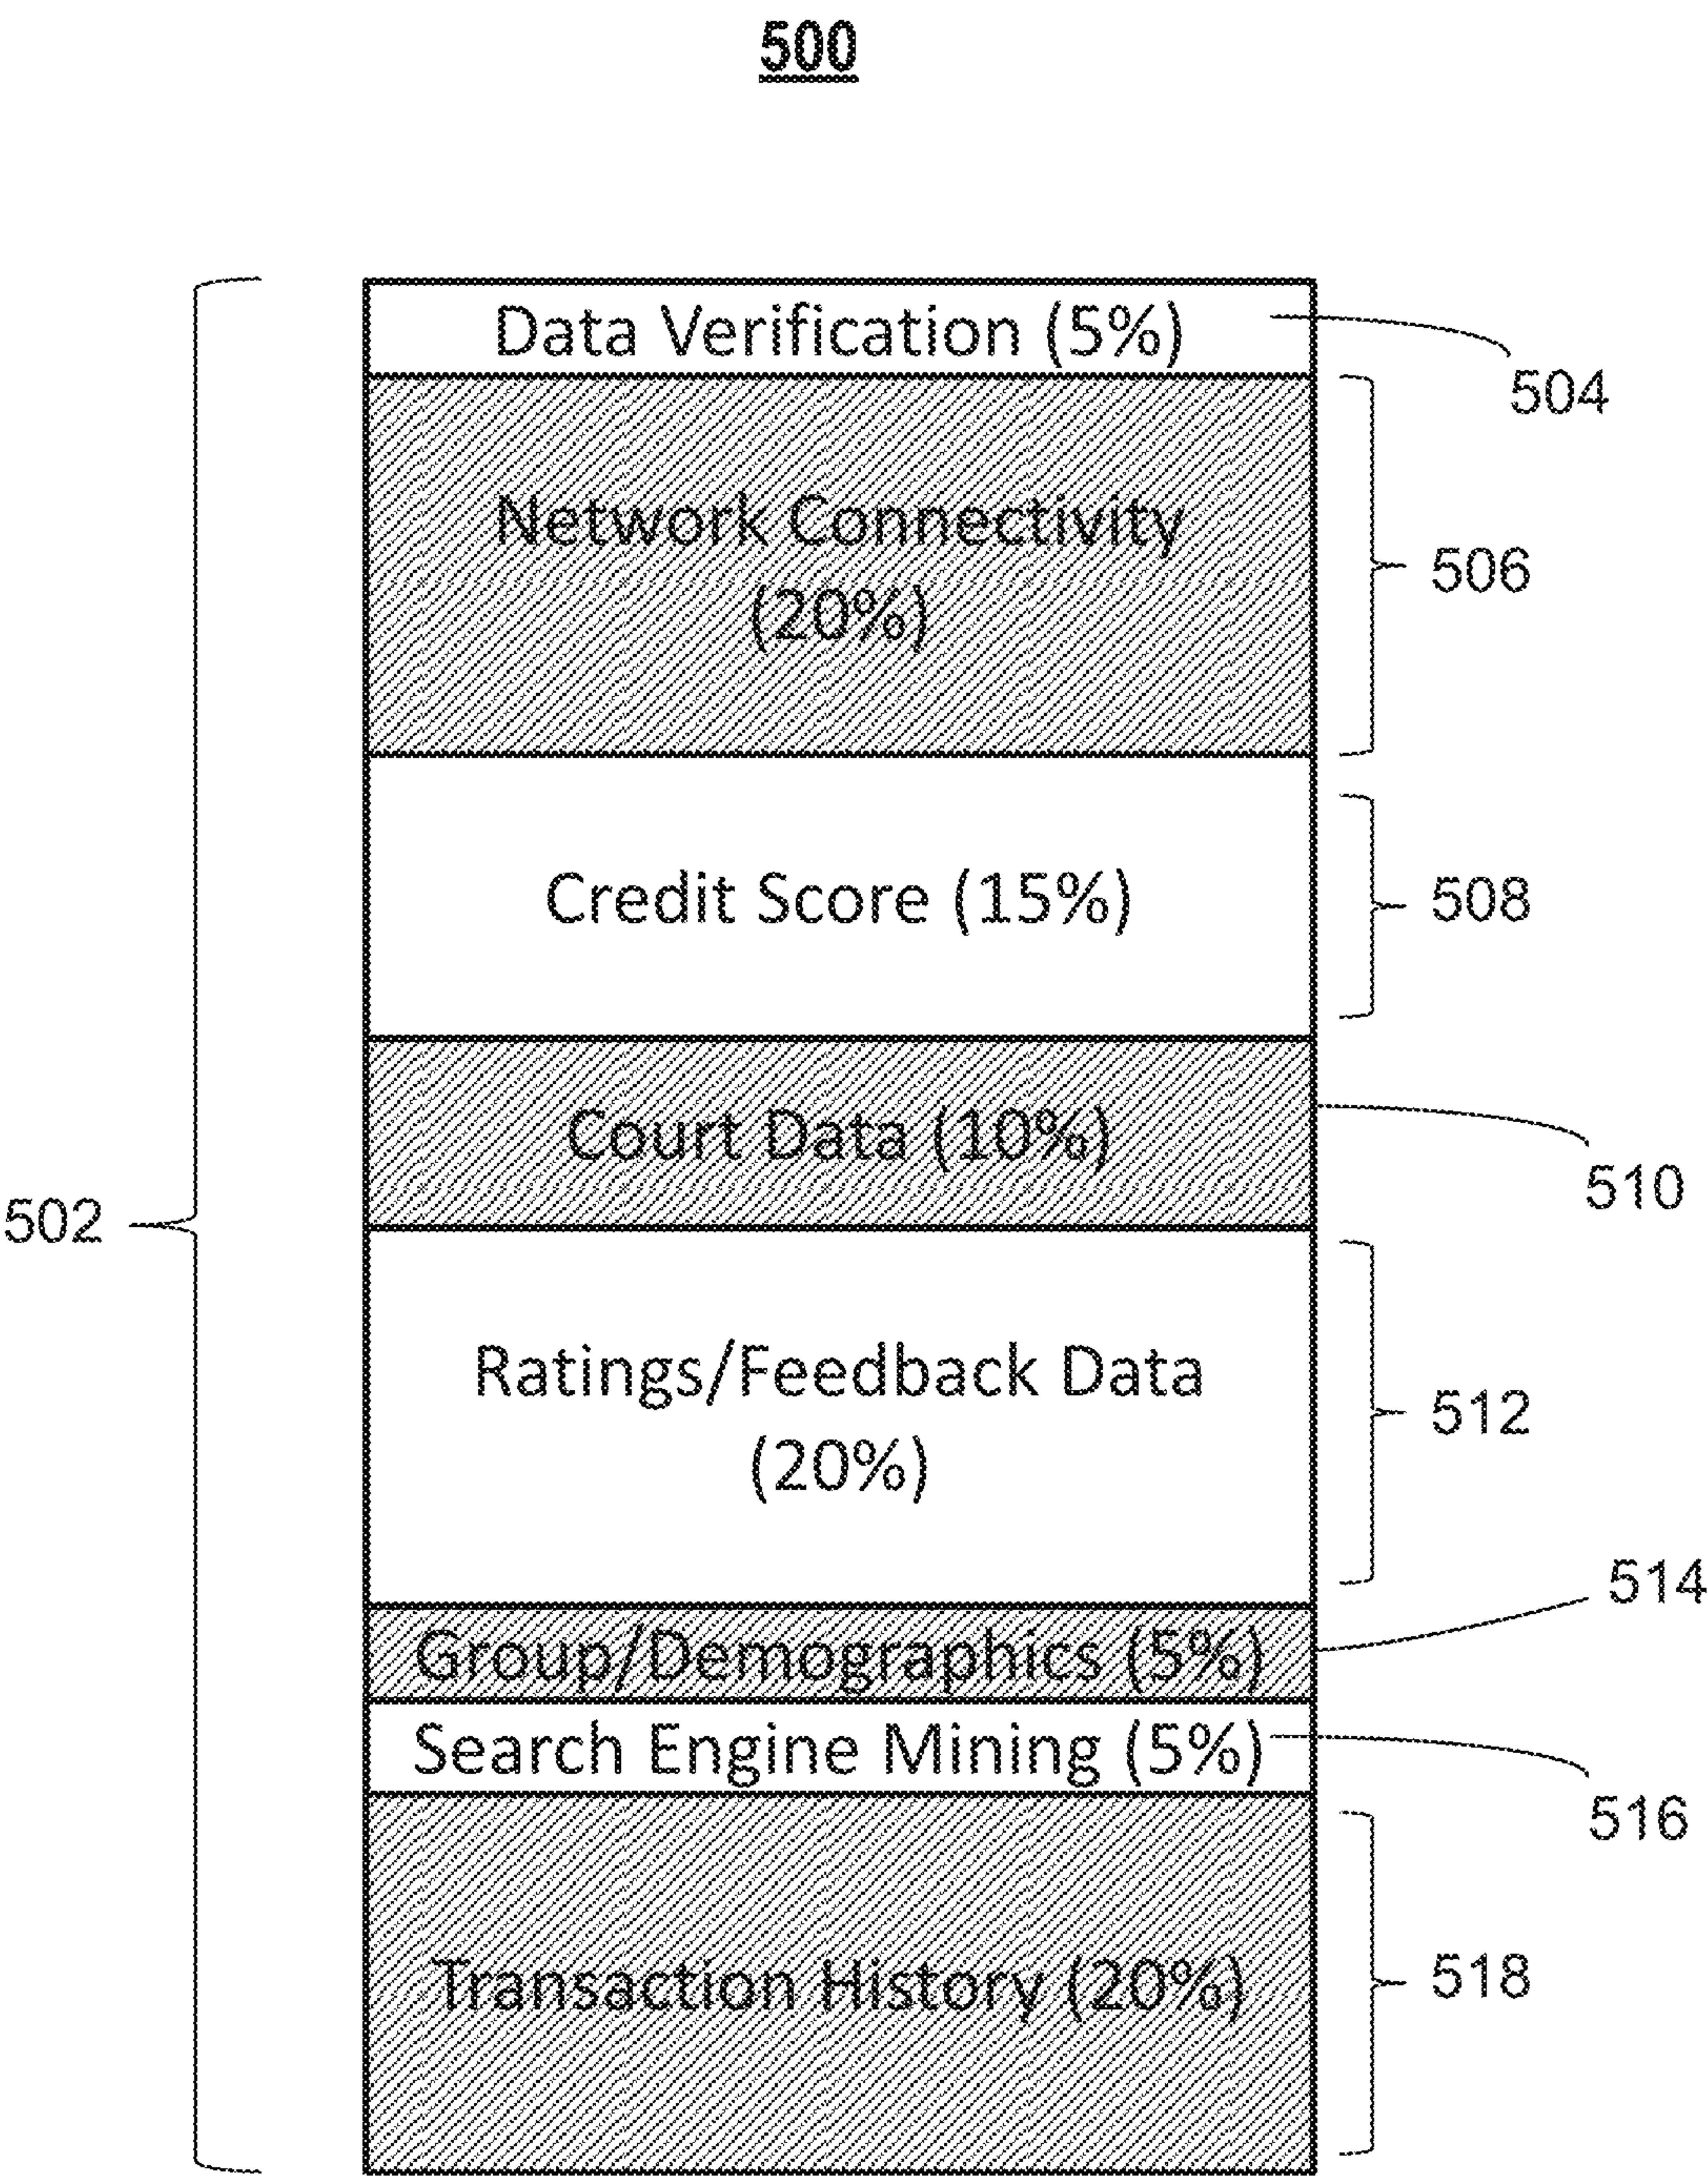 500
Data Verification (5%)
504
Network Connectivity
(20%)
506
Credit Score (15%)
508
Court Data (10%)
510
502
Ratings/Feedback Data
(20%)
512
514
Group/Demographics (5%)
Search Engine Mining (5%)
516
Transaction History (20%)
518